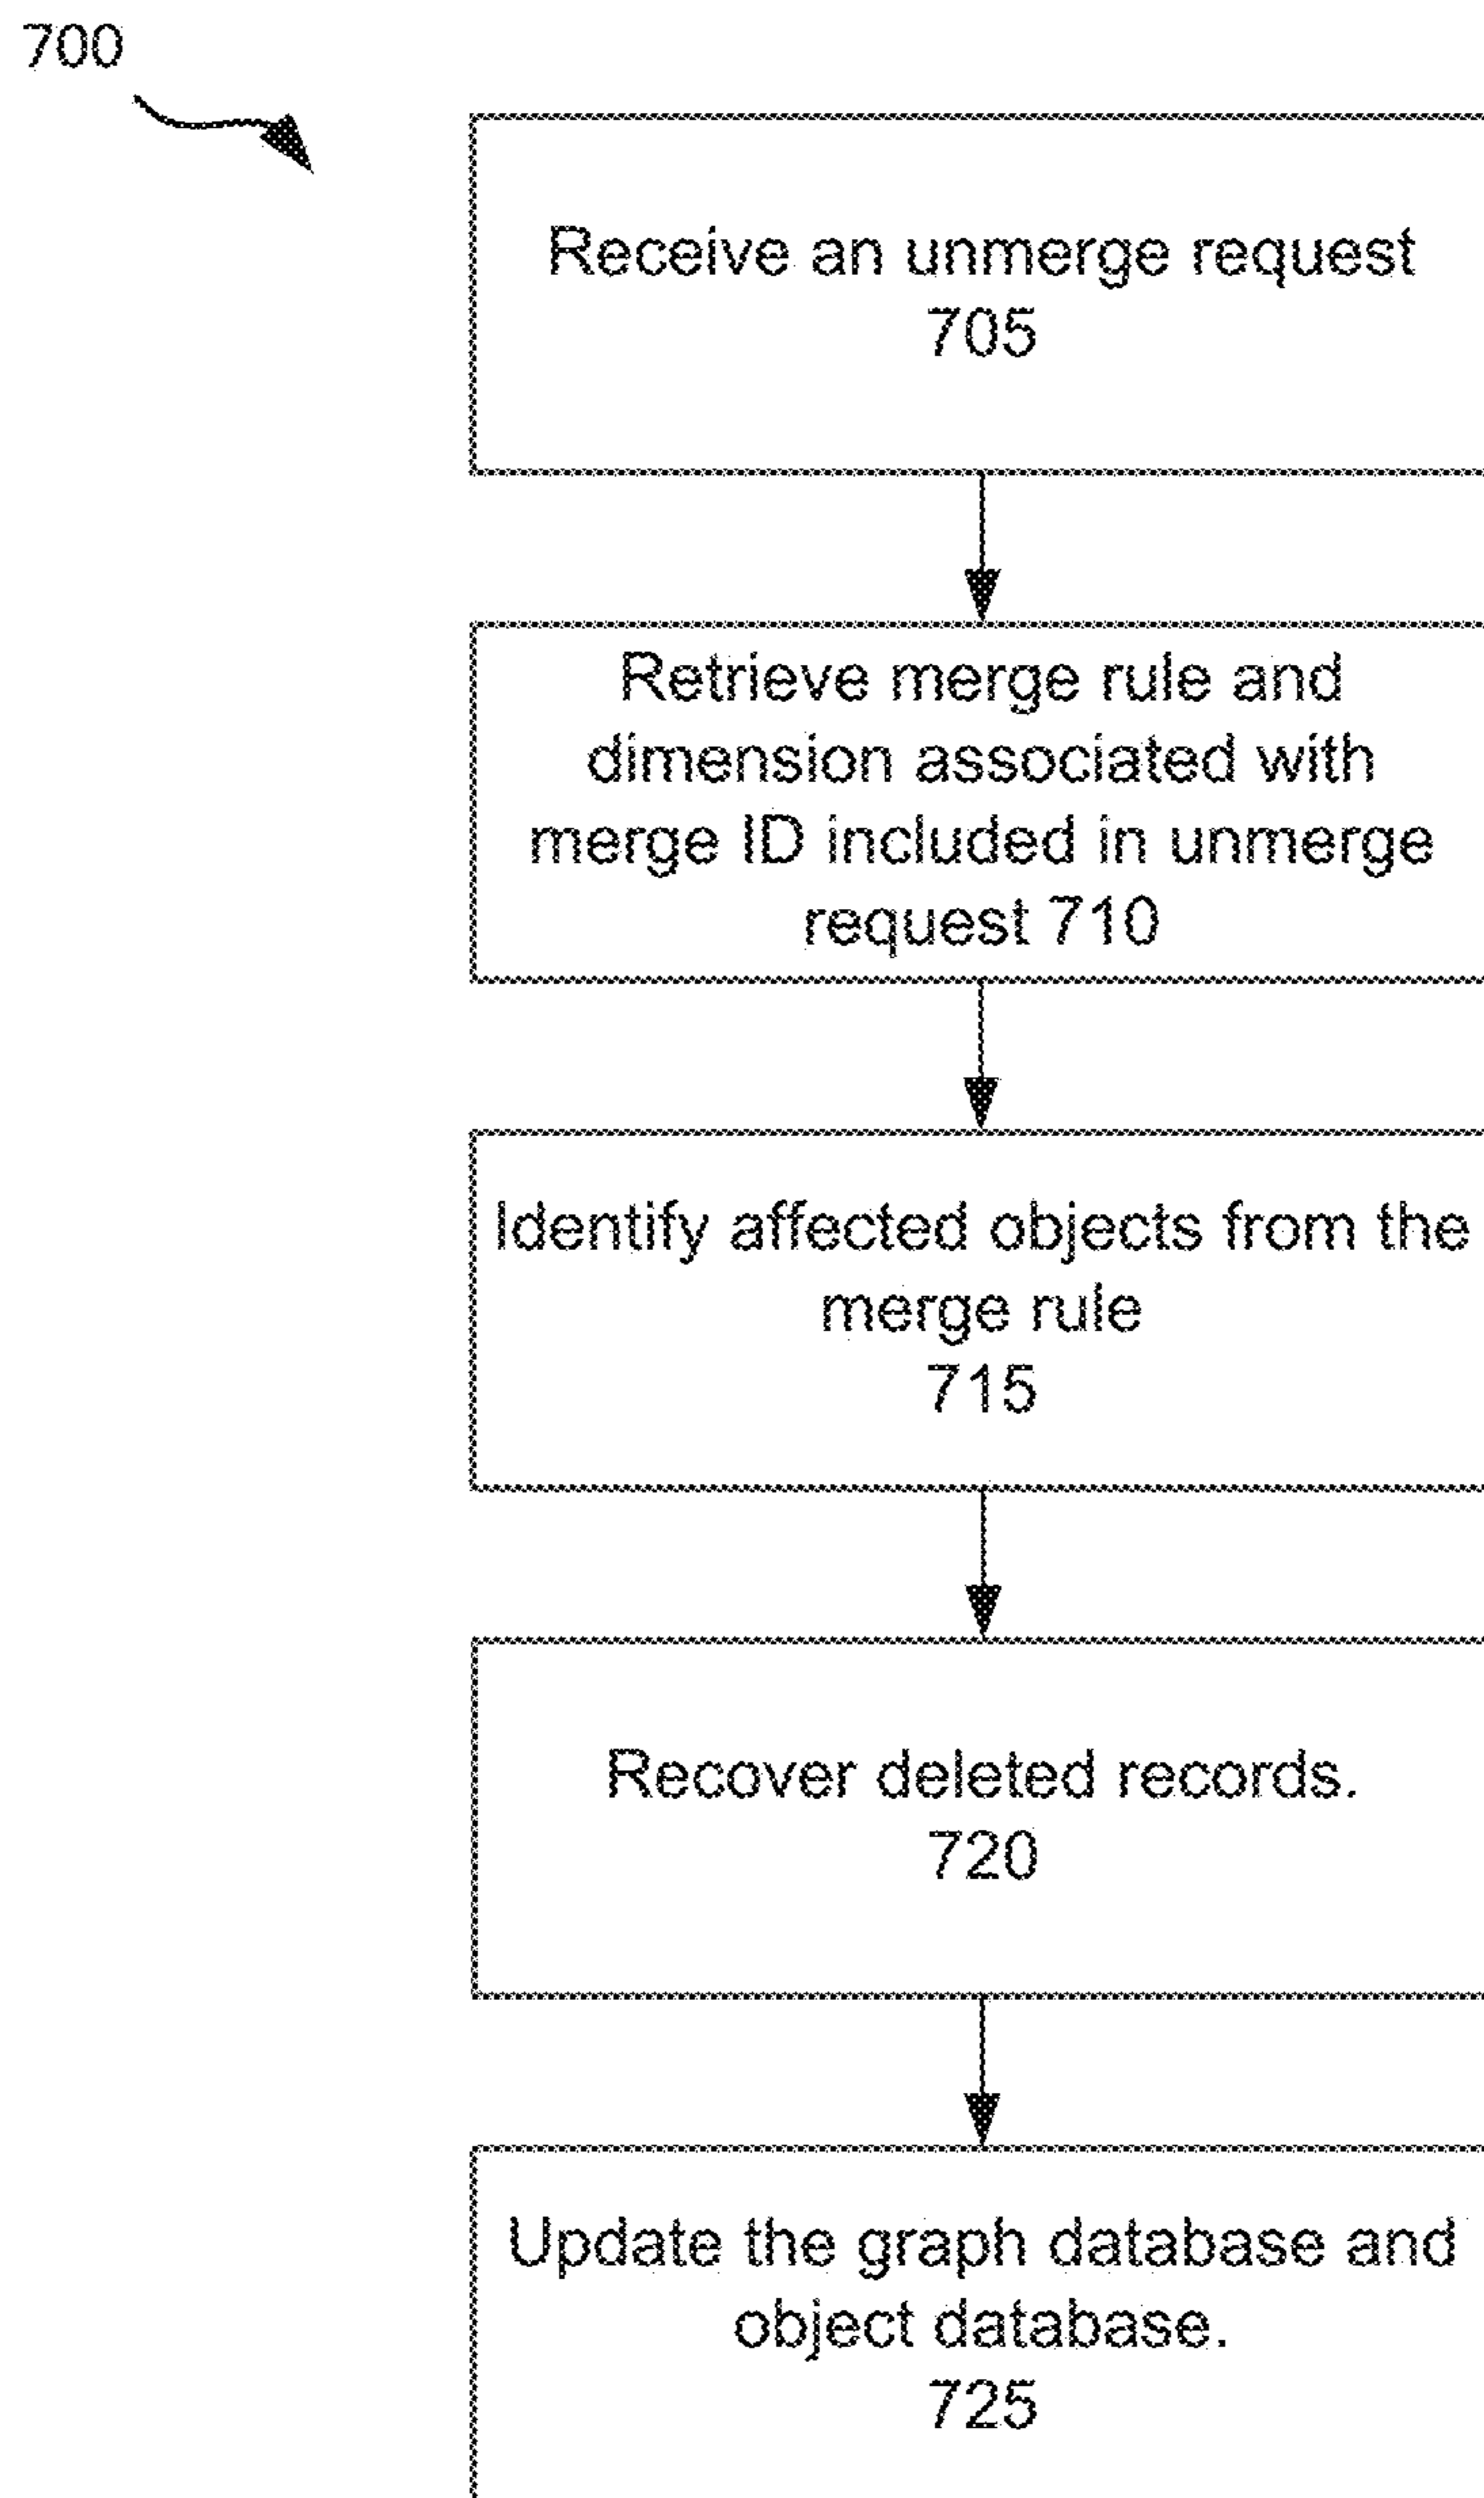 700
Receive an unmerge request
705
Retrieve merge rule and
dimension associated with
merge ID included in unmerge
request 710
Identify affected objects from the
merge rule
715
Recover deleted records.
720
Update the graph database and
object database.
725